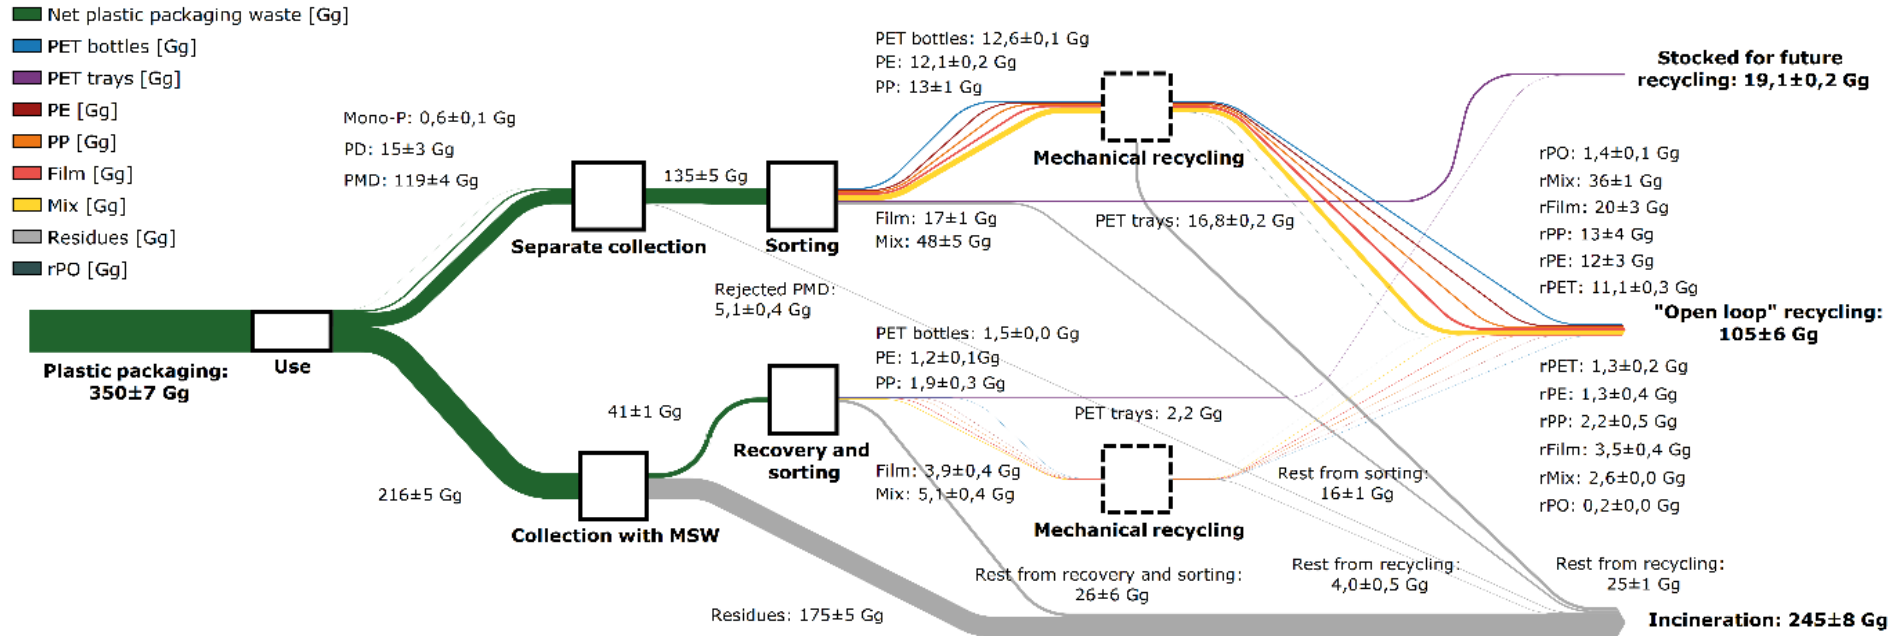 Net plastic packaging waste [Gg]
PET bottles [Gg]
PET trays [Gg]
PE [Gg]
PP [Gg]
Film [Gg]
Mix [Gg]
Residues [Gg]
rPO [Gg]
Plastic packaging:
350±7 Gg
Use
Mono-P: 0,6±0,1 Gg
PD: 15±3 Gg
PMD: 119±4 Gg
Separate collection
135±5 Gg
Sorting
Rejected PMD:
5,1±0,4 Gg
216±5 Gg
Collection with MSW
41±1 Gg
Recovery and
sorting
Residues: 175±5 Gg
PET bottles: 12,6±0,1 Gg
PE: 12,1±0,2 Gg
PP: 13±1 Gg
Film: 17±1 Gg
Mix: 48±5 Gg
Mechanical recycling
PET trays: 16,8±0,2 Gg
PET bottles: 1,5±0,0 Gg
PE: 1,2±0,1Gg
PP: 1,9±0,3 Gg
PET trays: 2,2 Gg
Film: 3,9±0,4 Gg
Mix: 5,1±0,4 Gg
Mechanical recycling
Rest from recovery and sorting:
26±6 Gg
Rest from sorting:
16±1 Gg
Rest from recycling:
4,0±0,5 Gg
Rest from recycling:
25±1 Gg
Stocked for future
recycling: 19,1±0,2 Gg
rPO: 1,4±0,1 Gg
rMix: 36±1 Gg
rFilm: 20±3 Gg
rPP: 13±4 Gg
rPE: 12±3 Gg
rPET: 11,1±0,3 Gg
"Open loop" recycling:
105±6 Gg
rPET: 1,3±0,2 Gg
rPE: 1,3±0,4 Gg
rPP: 2,2±0,5 Gg
rFilm: 3,5±0,4 Gg
rMix: 2,6±0,0 Gg
rPO: 0,2±0,0 Gg
Incineration: 245±8 Gg